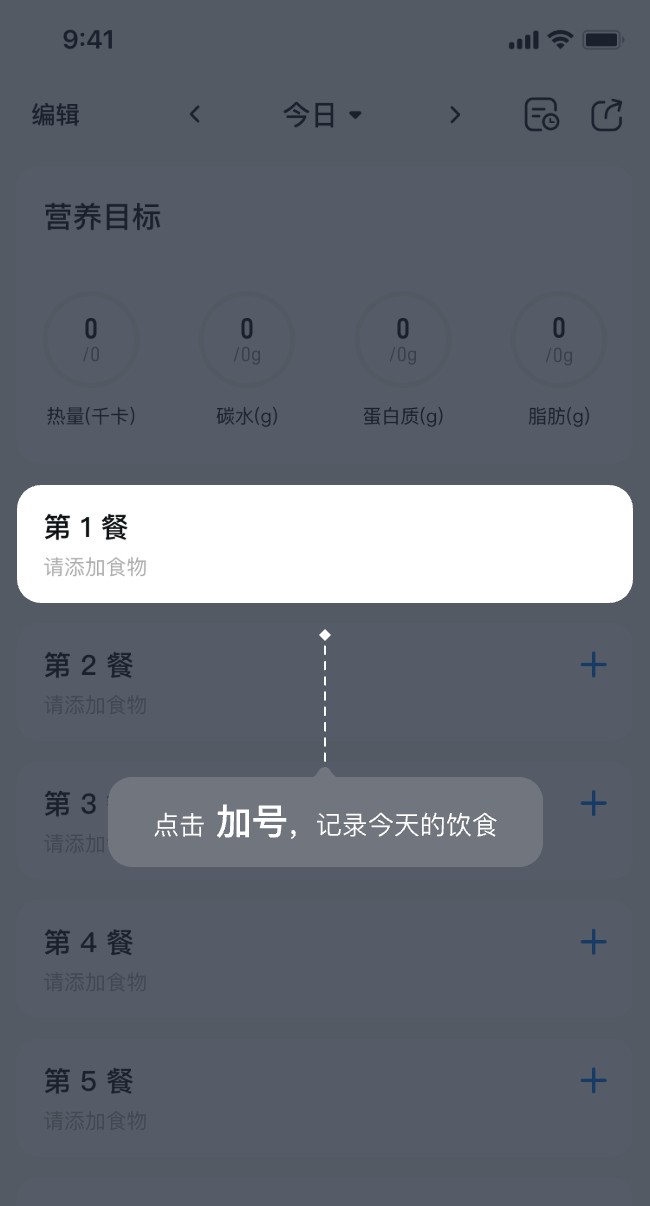 9:41
编辑
今日
营养目标
0 0 0 0
/0 /0g /0g /0g
热量(千卡) 碳水(g) 蛋白质(g) 脂肪(g)
第 1 餐
请添加食物
第 2 餐
请添加食物
第 3
请添加
点击 加号，记录今天的饮食
第 4 餐
请添加食物
第 5 餐
请添加食物